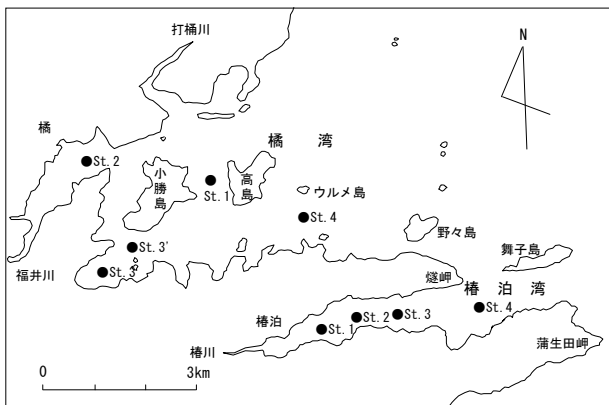 打樋川
N
橘
橘 湾
St.2
小勝島
St.1
高島
ウルメ島
St.4
野々島
舞子島
St.3'
St.3
福井川
燧岬
椿 泊 湾
椿泊
St.1
St.2
St.3
St.4
椿川
蒲生田岬
0 3km